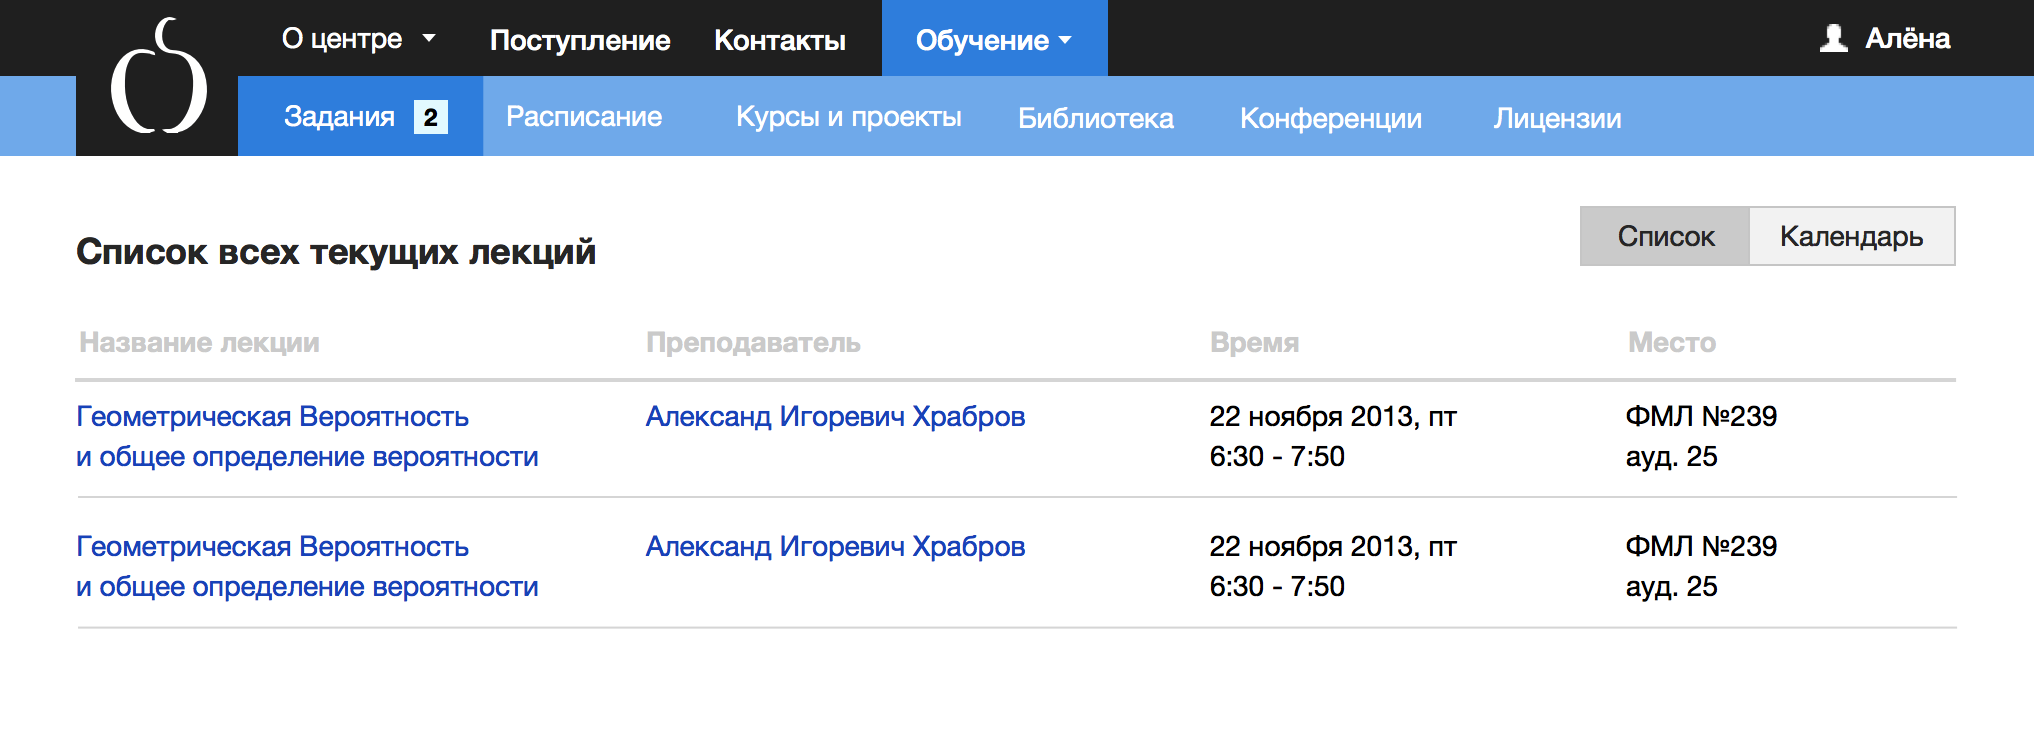 О центре Поступление Контакты Обучение Алёна
Задания 2 Расписание Курсы и проекты Библиотека Конференции Лицензии
Список Календарь
Список всех текущих лекций
Название лекции Преподаватель Время Место
Геометрическая Вероятность Александ Игоревич Храбров 22 ноября 2013, пт ФМЛ №239
и общее определение вероятности 6:30 - 7:50 ауд. 25
Геометрическая Вероятность Александ Игоревич Храбров 22 ноября 2013, пт ФМЛ №239
и общее определение вероятности 6:30 - 7:50 ауд. 25